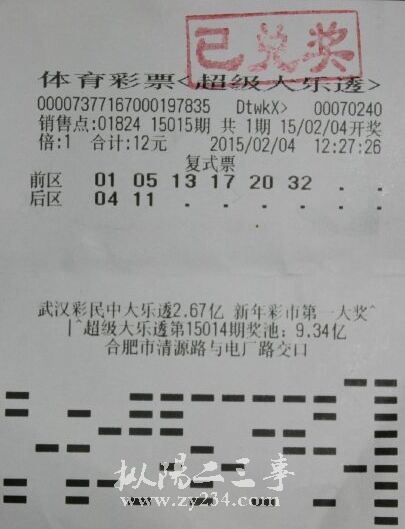 已兑奖
体育彩票<超级大乐透>
00007377167000197835 DtwkX> 00070240
销售点:01824 15015期 共 1期 15/02/04开奖
倍:1 合计:12元 2015/02/04 12:27:26
复式票
前区 01 05 13 17 20 32 . .
后区 04 11 . . . . . .
武汉彩民中大乐透2.67亿 新年彩市第一大奖^
|^超级大乐透第15014期奖池: 9.34亿
合肥市清源路与电厂路交口
枞阳二三事
www.zy234.com